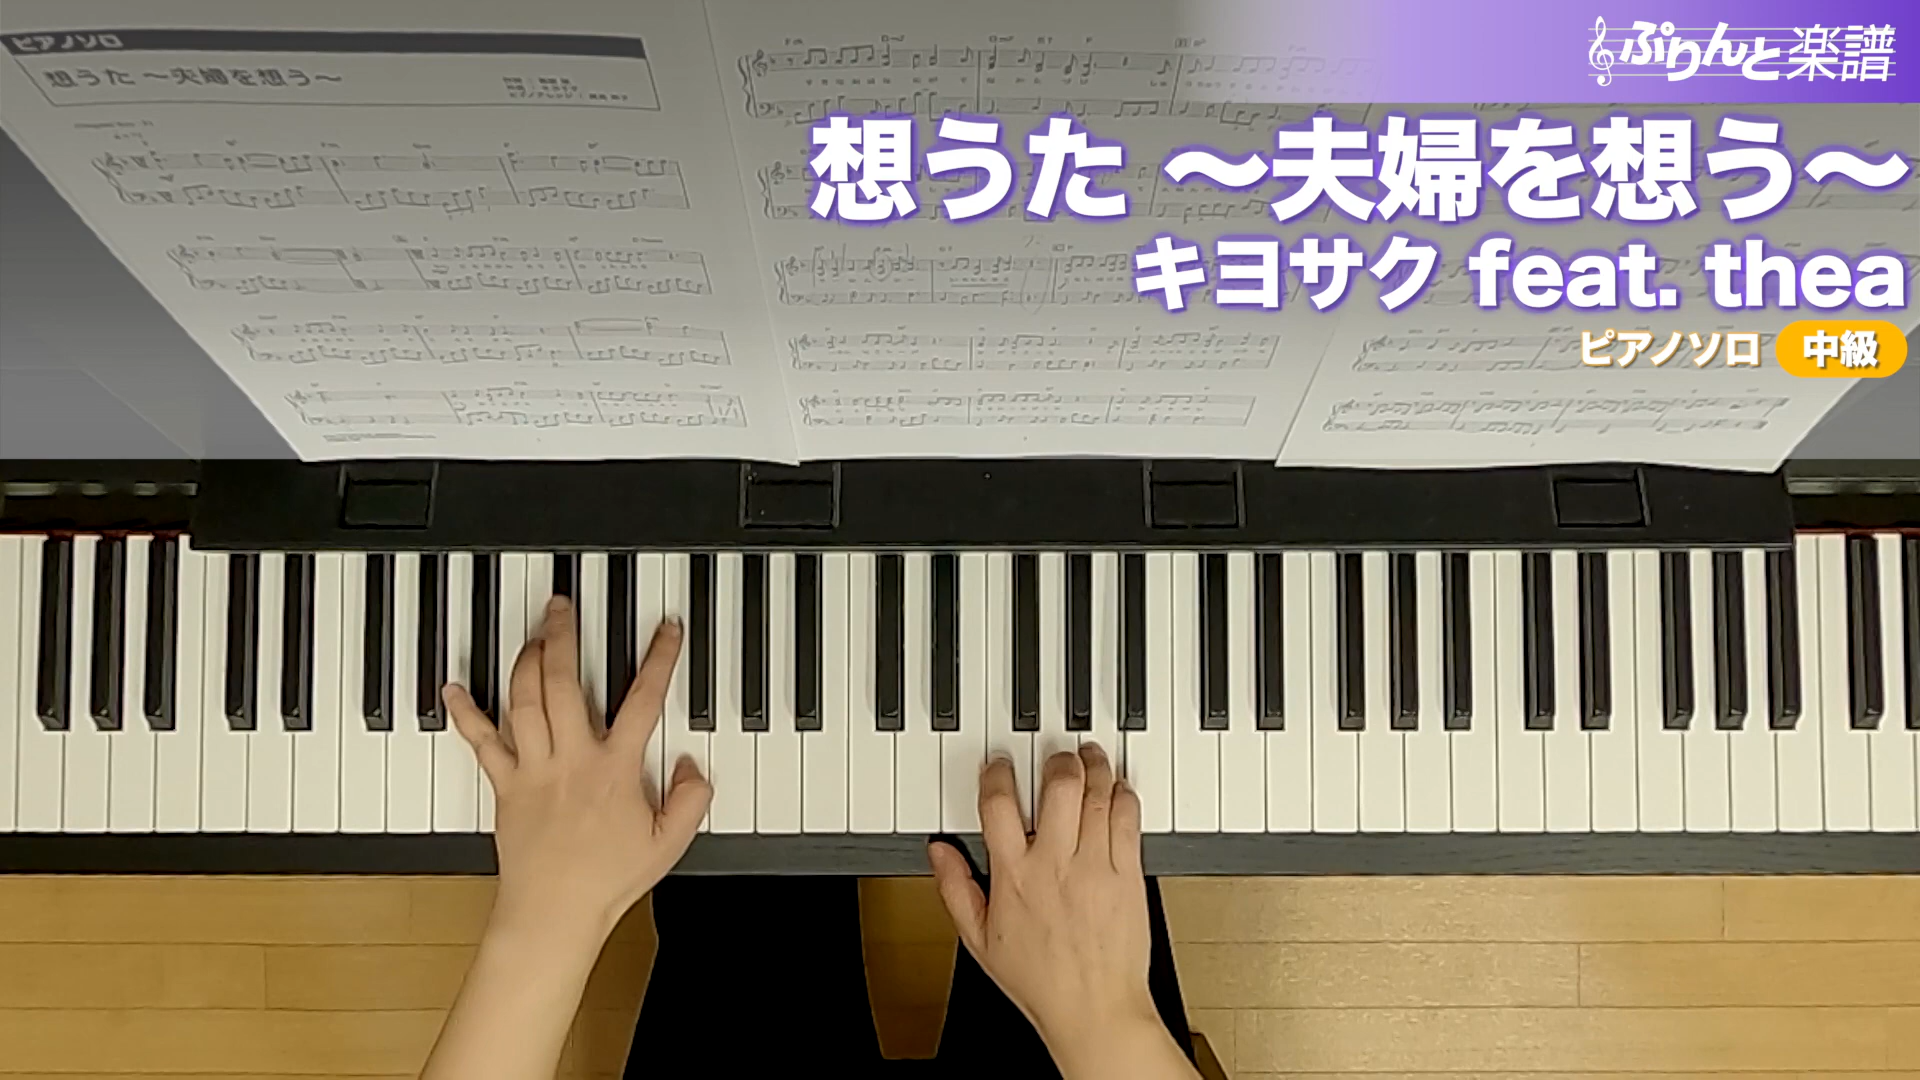 ぷりんと楽譜
想うた ～夫婦を想う～
キヨサク feat. thea
ピアノソロ 中級
ピアノソロ
想うた ～夫婦を想う～